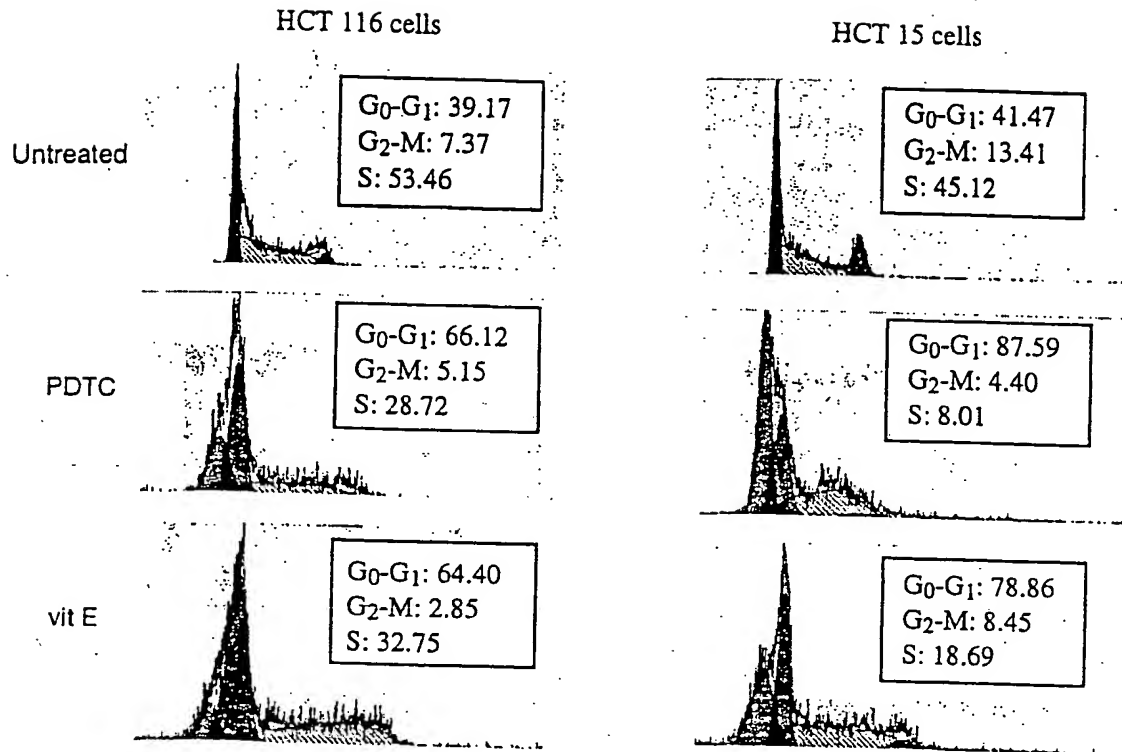 HCT 116 cells
HCT 15 cells
Untreated
G0-G1: 39.17
G2-M: 7.37
S: 53.46
G0-G1: 41.47
G2-M: 13.41
S: 45.12
PDTC
G0-G1: 66.12
G2-M: 5.15
S: 28.72
G0-G1: 87.59
G2-M: 4.40
S: 8.01
vit E
G0-G1: 64.40
G2-M: 2.85
S: 32.75
G0-G1: 78.86
G2-M: 8.45
S: 18.69